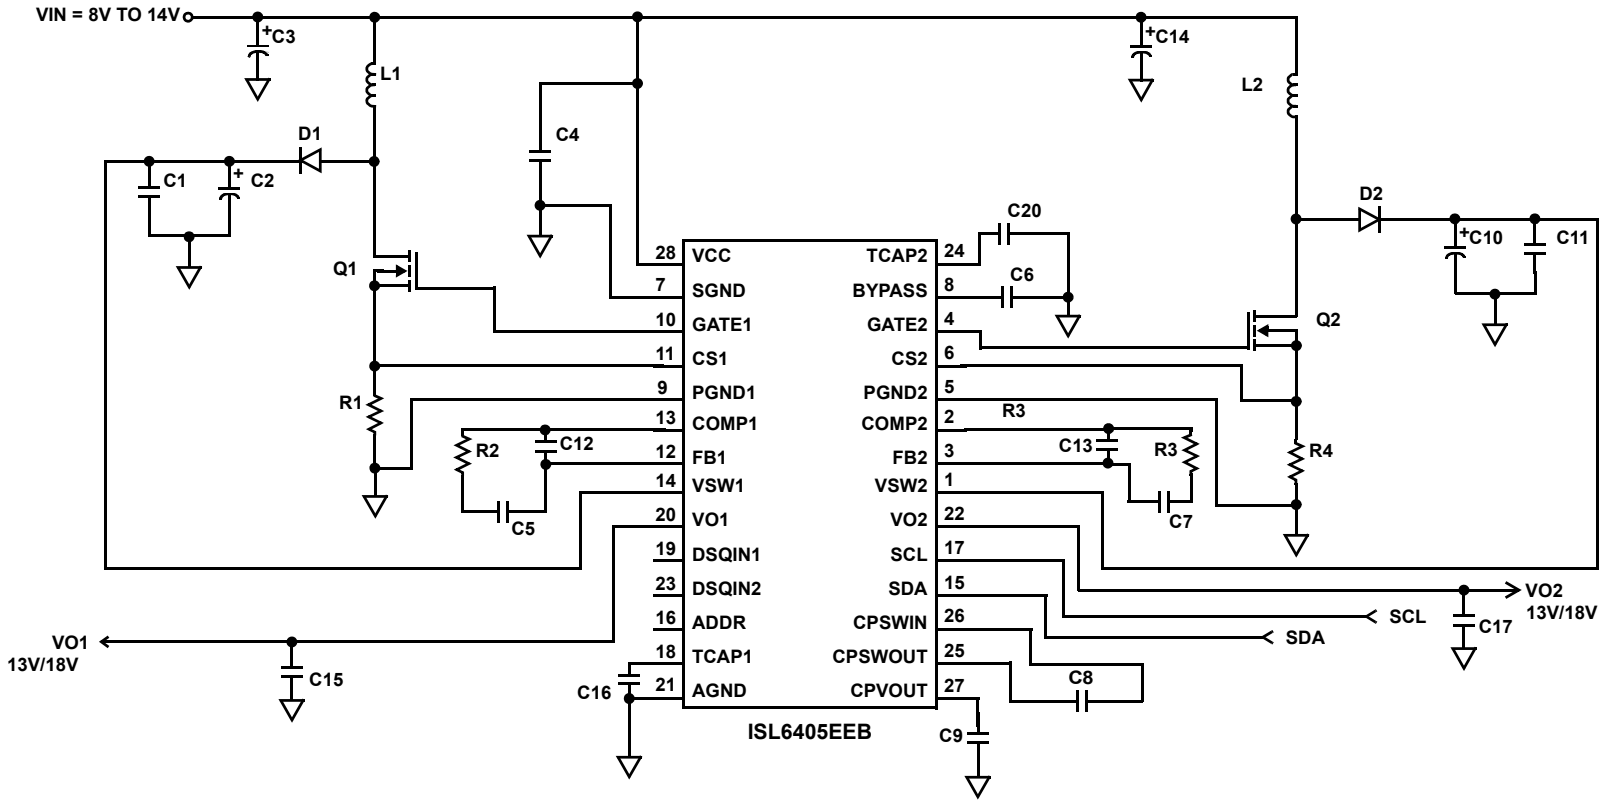 VIN = 8V TO 14V
+ C3
+ C14
L1
L2
D1
C4
C1
+ C2
D2
C20
+ C10
C11
Q1
C6
Q2
28 VCC
7 SGND
10 GATE1
11 CS1
9 PGND1
13 COMP1
12 FB1
14 VSW1
20 VO1
19 DSQIN1
23 DSQIN2
16 ADDR
18 TCAP1
21 AGND
TCAP2 24
BYPASS 8
GATE2 4
CS2 6
PGND2 5
COMP2 2
FB2 3
VSW2 1
VO2 22
SCL 17
SDA 15
CPSWIN 26
CPSWOUT 25
CPVOUT 27
R1
R2
C12
C5
R3
C13
R3
C7
R4
VO1
13V/18V
C15
C16
VO2
13V/18V
SCL
C17
SDA
C8
C9
ISL6405EEB